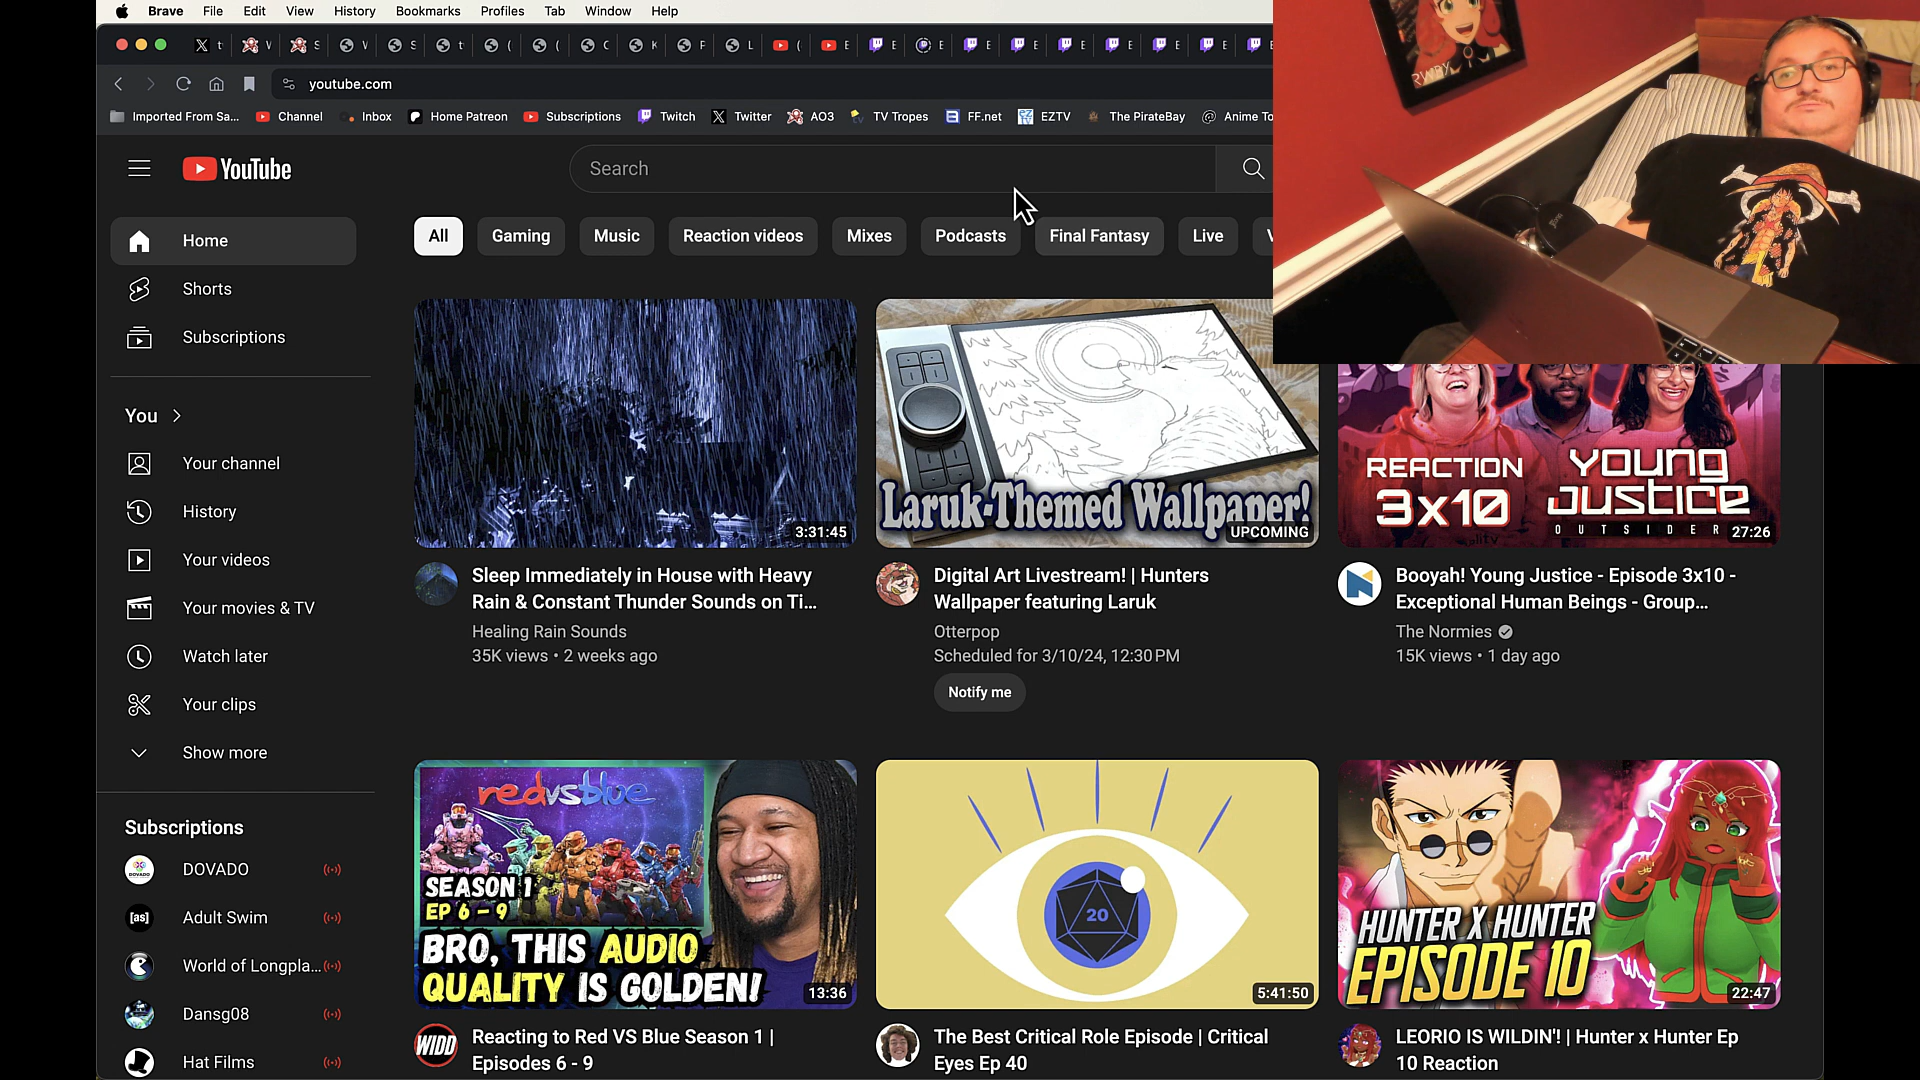 Brave File Edit View History Bookmarks Profiles Tab Window Help
youtube.com
Imported From Sa... Channel Inbox Home Patreon Subscriptions Twitch Twitter AO3 TV Tropes FF.net EZTV The PirateBay Anime To
RWBY
YouTube
Search
Home
All Gaming Music Reaction videos Mixes Podcasts Final Fantasy Live
Shorts
Subscriptions
You
Your channel
History
Your videos
Your movies & TV
Watch later
Your clips
Show more
Subscriptions
DOVADO
Adult Swim
[as]
World of Longpla...
Dansg08
Hat Films
3:31:45
Sleep Immediately in House with Heavy
Rain & Constant Thunder Sounds on Ti...
Healing Rain Sounds
35K views • 2 weeks ago
Laruk-Themed Wallpaper!
UPCOMING
Digital Art Livestream! | Hunters
Wallpaper featuring Laruk
Otterpop
Scheduled for 3/10/24, 12:30 PM
Notify me
REACTION
3x10
YOUNG
JUSTICE
OUTSIDER
27:26
Booyah! Young Justice - Episode 3x10 -
Exceptional Human Beings - Group...
The Normies
15K views • 1 day ago
redvsblue
SEASON 1
EP 6 - 9
BRO, THIS AUDIO
QUALITY IS GOLDEN!
13:36
WIDD
Reacting to Red VS Blue Season 1 |
Episodes 6 - 9
20
5:41:50
The Best Critical Role Episode | Critical
Eyes Ep 40
HUNTER X HUNTER
EPISODE 10
22:47
LEORIO IS WILDIN'! | Hunter x Hunter Ep
10 Reaction